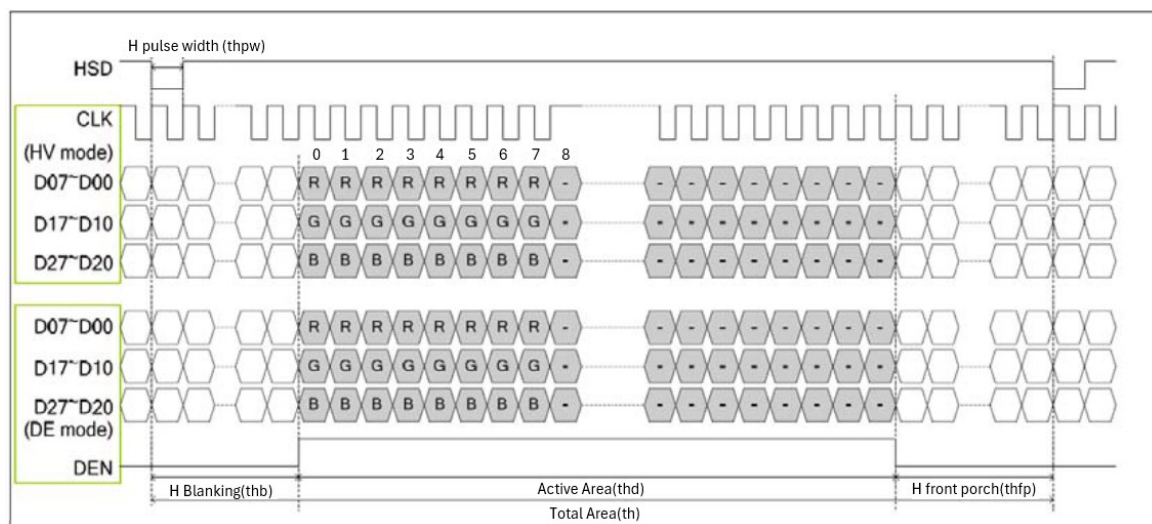 H pulse width (thpw)
HSD
CLK
(HV mode)
0 1 2 3 4 5 6 7 8
D07~D00 R R R R R R R R - - - - - - - - -
D17~D10 G G G G G G G G - - - - - - - - -
D27~D20 B B B B B B B B - - - - - - - - -
D07~D00 R R R R R R R R - - - - - - - - -
D17~D10 G G G G G G G G - - - - - - - - -
D27~D20 B B B B B B B B - - - - - - - - -
(DE mode)
DEN
H Blanking(thb) Active Area(thd) H front porch(thfp)
Total Area(th)